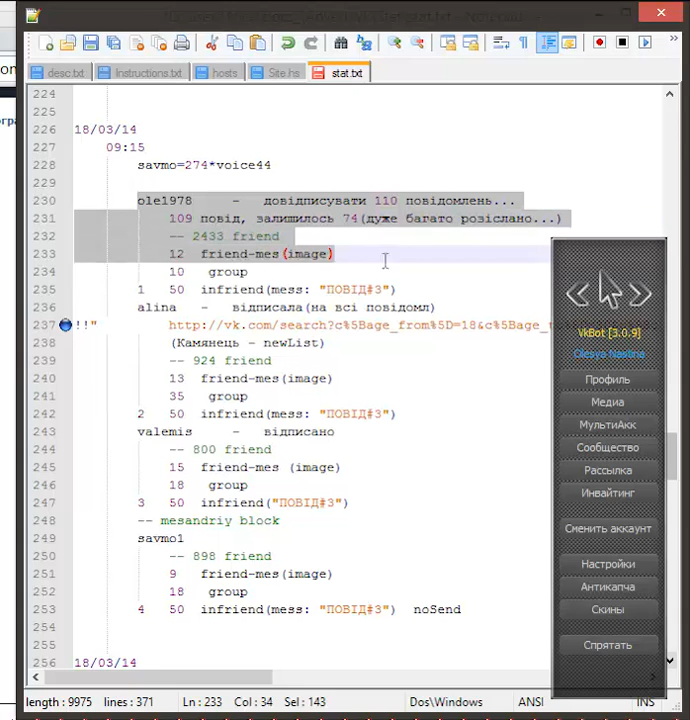 desc.txt Instructions.txt hosts Site.hs stat.txt
224
225
226 18/03/14
227 09:15
228 savmo=274*voice44
229
230 ole1978 - довідписувати 110 повідомлень...
231 109 повід, залишилось 74(дуже багато розіслано...)
232 -- 2433 friend
233 12 friend-mes(image)
234 10 group
235 1 50 infriend(mess: "ПОВІД#3")
236 alina - відписала(на всі повідомл)
237 !!" http://vk.com/search?c%5Bage_from%5D=18&c%5Bage_
238 (Камянець - newList)
239 -- 924 friend
240 13 friend-mes(image)
241 35 group
242 2 50 infriend(mess: "ПОВІД#3")
243 valemis - відписано
244 -- 800 friend
245 15 friend-mes (image)
246 18 group
247 3 50 infriend("ПОВІД#3")
248 -- mesandriy block
249 savmo1
250 -- 898 friend
251 9 friend-mes(image)
252 18 group
253 4 50 infriend(mess: "ПОВІД#3") noSend
254
255
256 18/03/14
VkBot [3.0.9]
Olesya Nastina
Профиль
Медиа
МультиАкк
Сообщество
Рассылка
Инвайтинг
Сменить аккаунт
Настройки
Антикапча
Скины
Спрятать
length : 9975 lines : 371 Ln : 233 Col : 34 Sel : 143 Dos\Windows ANSI INS